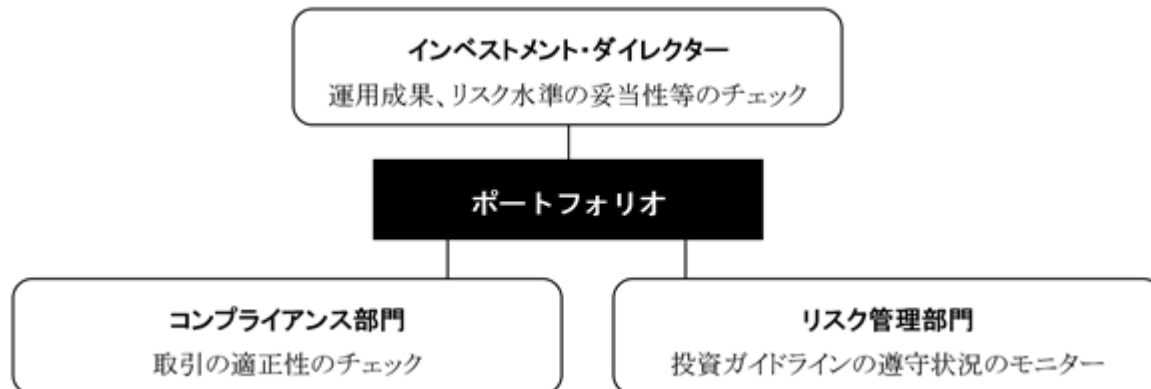 インベストメント・ダイレクター
運用成果、リスク水準の妥当性等のチェック
ポートフォリオ
コンプライアンス部門
取引の適正性のチェック
リスク管理部門
投資ガイドラインの遵守状況のモニター